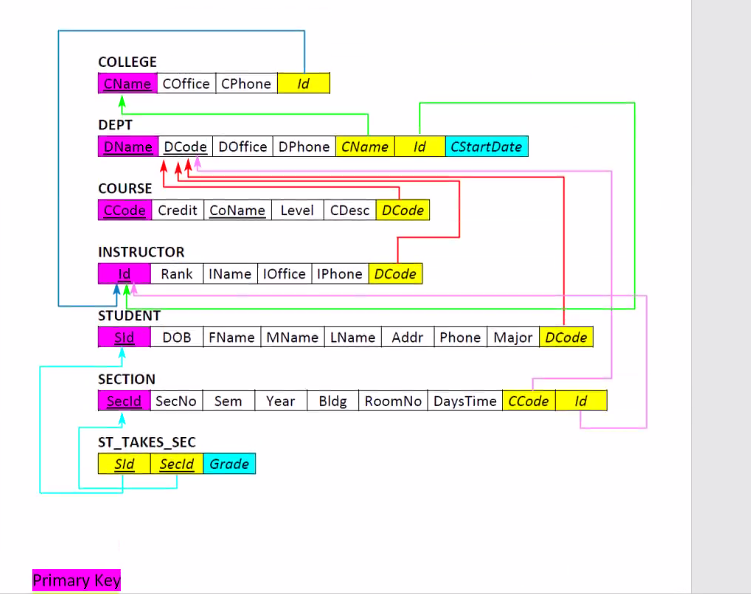 COLLEGE
CName COffice CPhone Id
DEPT
DName DCode DOffice DPhone CName Id CStartDate
COURSE
CCode Credit CoName Level CDesc DCode
INSTRUCTOR
Id Rank IName IOffice IPhone DCode
STUDENT
SId DOB FName MName LName Addr Phone Major DCode
SECTION
SecId SecNo Sem Year Bldg RoomNo DaysTime CCode Id
ST_TAKES_SEC
SId SecId Grade
Primary Key